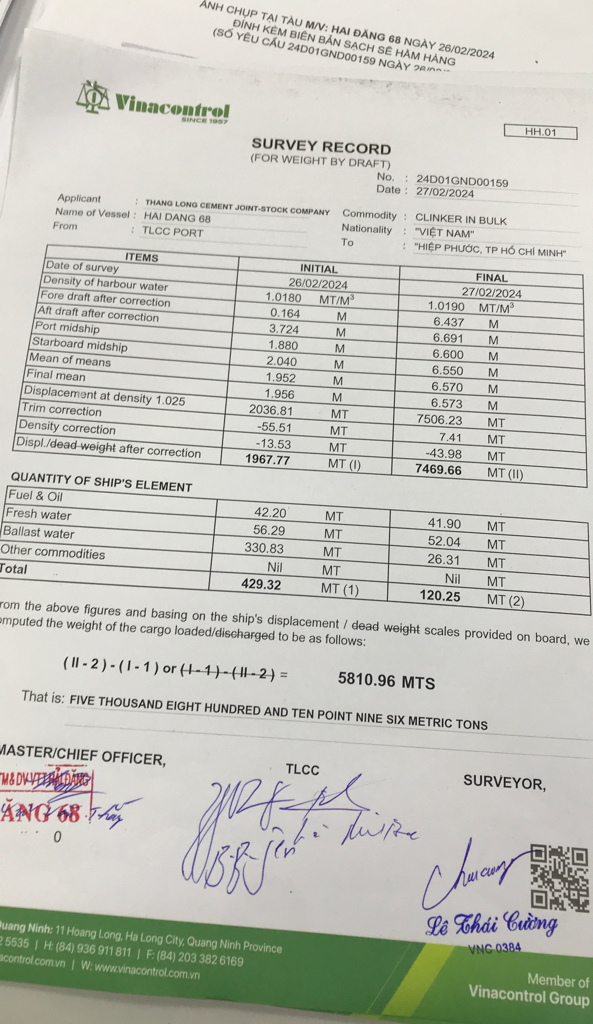 ẢNH CHỤP TẠI TÀU M/V: HAI ĐĂNG 68 NGÀY 26/02/2024
ĐÍNH KÈM BIÊN BẢN SẠCH SẼ HẦM HÀNG
(SỐ YÊU CẦU 24D01GND00159 NGÀY
Vinacontrol
SINCE 1957
HH.01
SURVEY RECORD
(FOR WEIGHT BY DRAFT)
No. : 24D01GND00159
Date : 27/02/2024
Applicant : THANG LONG CEMENT JOINT-STOCK COMPANY Commodity : CLINKER IN BULK
Name of Vessel : HAI DANG 68 Nationality : "VIỆT NAM"
From : TLCC PORT To : "HIỆP PHƯỚC, TP HỒ CHÍ MINH"
ITEMS INITIAL FINAL
Date of survey 26/02/2024 27/02/2024
Density of harbour water 1.0180 MT/M³ 1.0190 MT/M³
Fore draft after correction 0.164 M 6.437 M
Aft draft after correction 3.724 M 6.691 M
Port midship 1.880 M 6.600 M
Starboard midship 2.040 M 6.550 M
Mean of means 1.952 M 6.570 M
Final mean 1.956 M 6.573 M
Displacement at density 1.025 2036.81 MT 7506.23 MT
Trim correction -55.51 MT 7.41 MT
Density correction -13.53 MT -43.98 MT
Displ./dead weight after correction 1967.77 MT (I) 7469.66 MT (II)
QUANTITY OF SHIP'S ELEMENT
Fuel & Oil 42.20 MT 41.90 MT
Fresh water 56.29 MT 52.04 MT
Ballast water 330.83 MT 26.31 MT
Other commodities Nil MT Nil MT
Total 429.32 MT (1) 120.25 MT (2)
rom the above figures and basing on the ship's displacement / dead weight scales provided on board, we
omputed the weight of the cargo loaded/discharged to be as follows:
( II - 2 ) - ( I - 1 ) or ( I - 1 ) - ( II - 2 ) = 5810.96 MTS
That is: FIVE THOUSAND EIGHT HUNDRED AND TEN POINT NINE SIX METRIC TONS
MASTER/CHIEF OFFICER, TLCC SURVEYOR,
TM & DV-VTT HẢI ĐĂNG
ĂNG 68
0
Lê Thái Cường
VNC 0384
Quang Ninh: 11 Hoang Long, Ha Long City, Quang Ninh Province
2 5535 | H: (84) 936 911 811 | F: (84) 203 382 6169
acontrol.com.vn | W: www.vinacontrol.com.vn
Member of
Vinacontrol Group